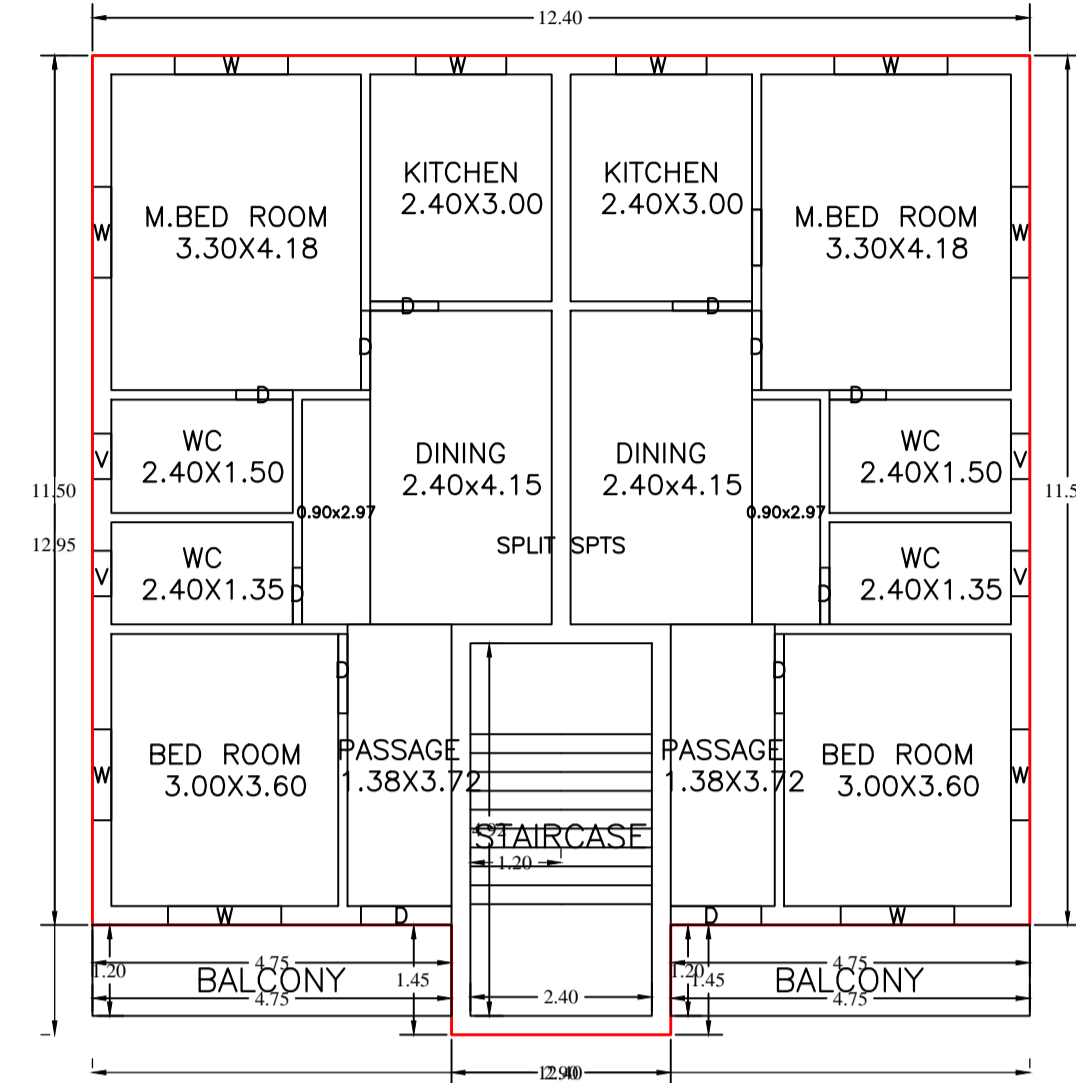 12.40
W W W W
KITCHEN
2.40X3.00
KITCHEN
2.40X3.00
M.BED ROOM
3.30X4.18
M.BED ROOM
3.30X4.18
W
W
D
D
D
D
D
D
WC
2.40X1.50
DINING
2.40x4.15
DINING
2.40x4.15
WC
2.40X1.50
V
V
11.50
11.5
0.90x2.97
0.90x2.97
12.95
SPLIT SPTS
WC
2.40X1.35
WC
2.40X1.35
V
V
D
D
D
D
BED ROOM
3.00X3.60
PASSAGE
1.38X3.72
PASSAGE
1.38X3.72
BED ROOM
3.00X3.60
W
W
STAIRCASE
1.20
W
D
D
W
4.75
1.20
BALCONY
4.75
1.45
2.40
4.75
1.20
1.45
BALCONY
4.75